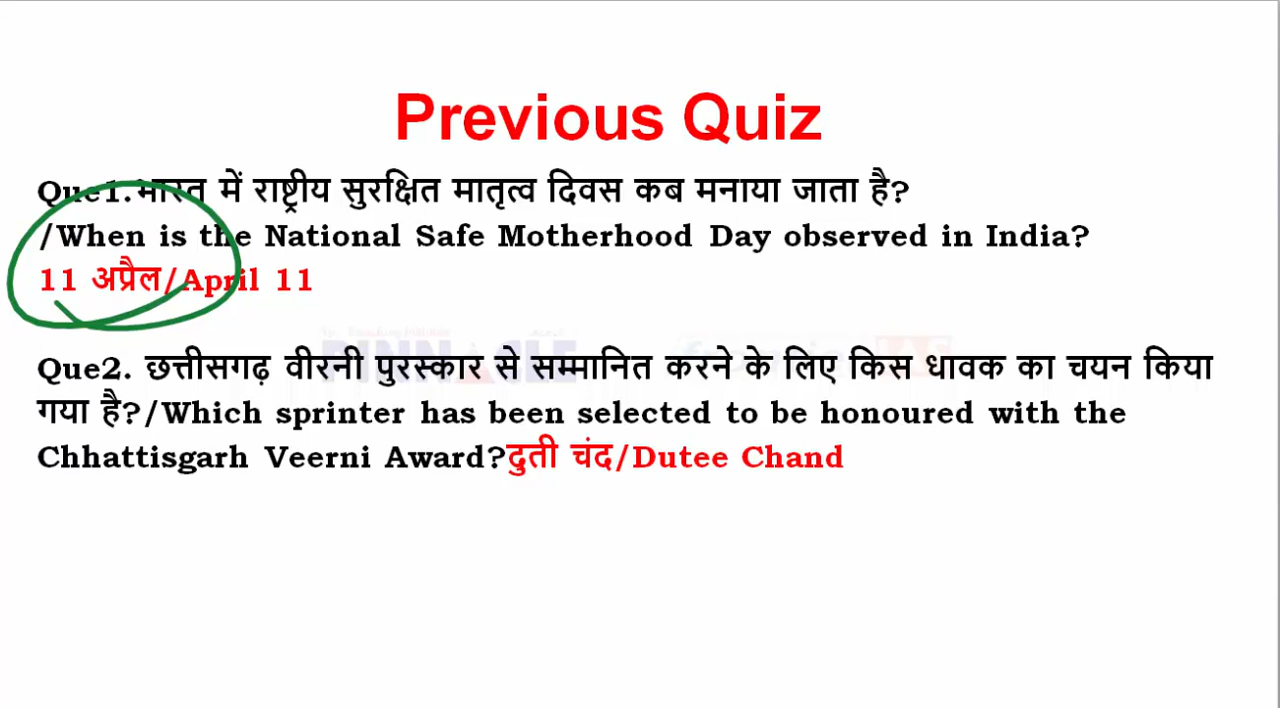 Previous Quiz
Que1.भारत में राष्ट्रीय सुरक्षित मातृत्व दिवस कब मनाया जाता है?
/When is the National Safe Motherhood Day observed in India?
11 अप्रैल/April 11
PINNACLE
Que2. छत्तीसगढ़ वीरनी पुरस्कार से सम्मानित करने के लिए किस धावक का चयन किया
गया है?/Which sprinter has been selected to be honoured with the
Chhattisgarh Veerni Award?दुती चंद/Dutee Chand